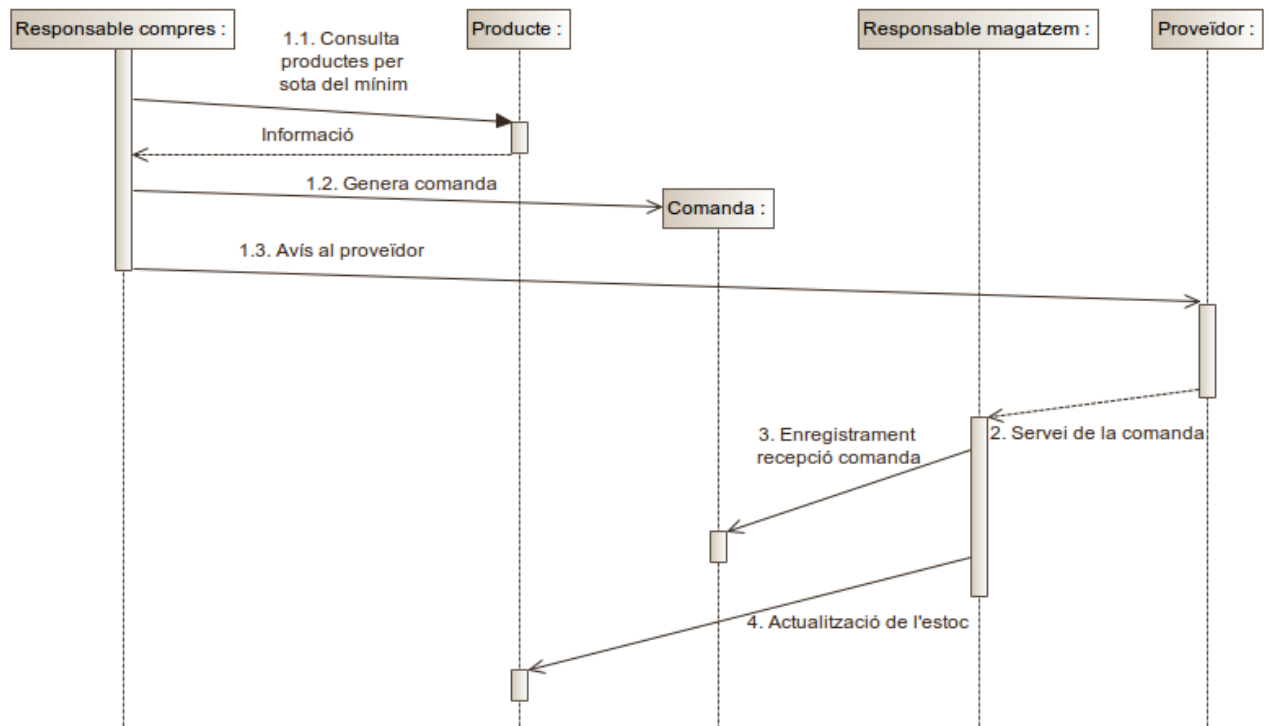 Responsable compres :
Producte :
Responsable magatzem :
Proveïdor :
1.1. Consulta
productes per
sota del mínim
Informació
1.2. Genera comanda
Comanda :
1.3. Avís al proveïdor
2. Servei de la comanda
3. Enregistrament
recepció comanda
4. Actualització de l'estoc